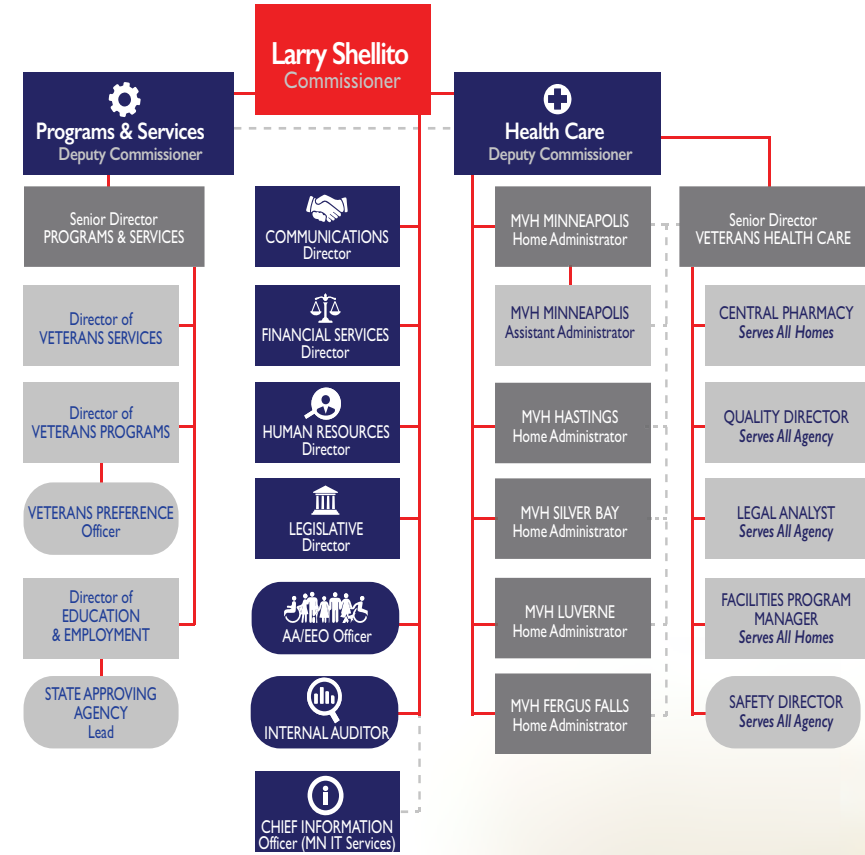 Larry Shellito
Commissioner
Programs & Services
Deputy Commissioner
Health Care
Deputy Commissioner
Senior Director
PROGRAMS & SERVICES
Director of
VETERANS SERVICES
Director of
VETERANS PROGRAMS
VETERANS PREFERENCE
Officer
Director of
EDUCATION
& EMPLOYMENT
STATE APPROVING
AGENCY
Lead
COMMUNICATIONS
Director
FINANCIAL SERVICES
Director
HUMAN RESOURCES
Director
LEGISLATIVE
Director
AA/EEO Officer
INTERNAL AUDITOR
CHIEF INFORMATION
Officer (MN IT Services)
MVH MINNEAPOLIS
Home Administrator
MVH MINNEAPOLIS
Assistant Administrator
MVH HASTINGS
Home Administrator
MVH SILVER BAY
Home Administrator
MVH LUVERNE
Home Administrator
MVH FERGUS FALLS
Home Administrator
Senior Director
VETERANS HEALTH CARE
CENTRAL PHARMACY
Serves All Homes
QUALITY DIRECTOR
Serves All Agency
LEGAL ANALYST
Serves All Agency
FACILITIES PROGRAM
MANAGER
Serves All Homes
SAFETY DIRECTOR
Serves All Agency